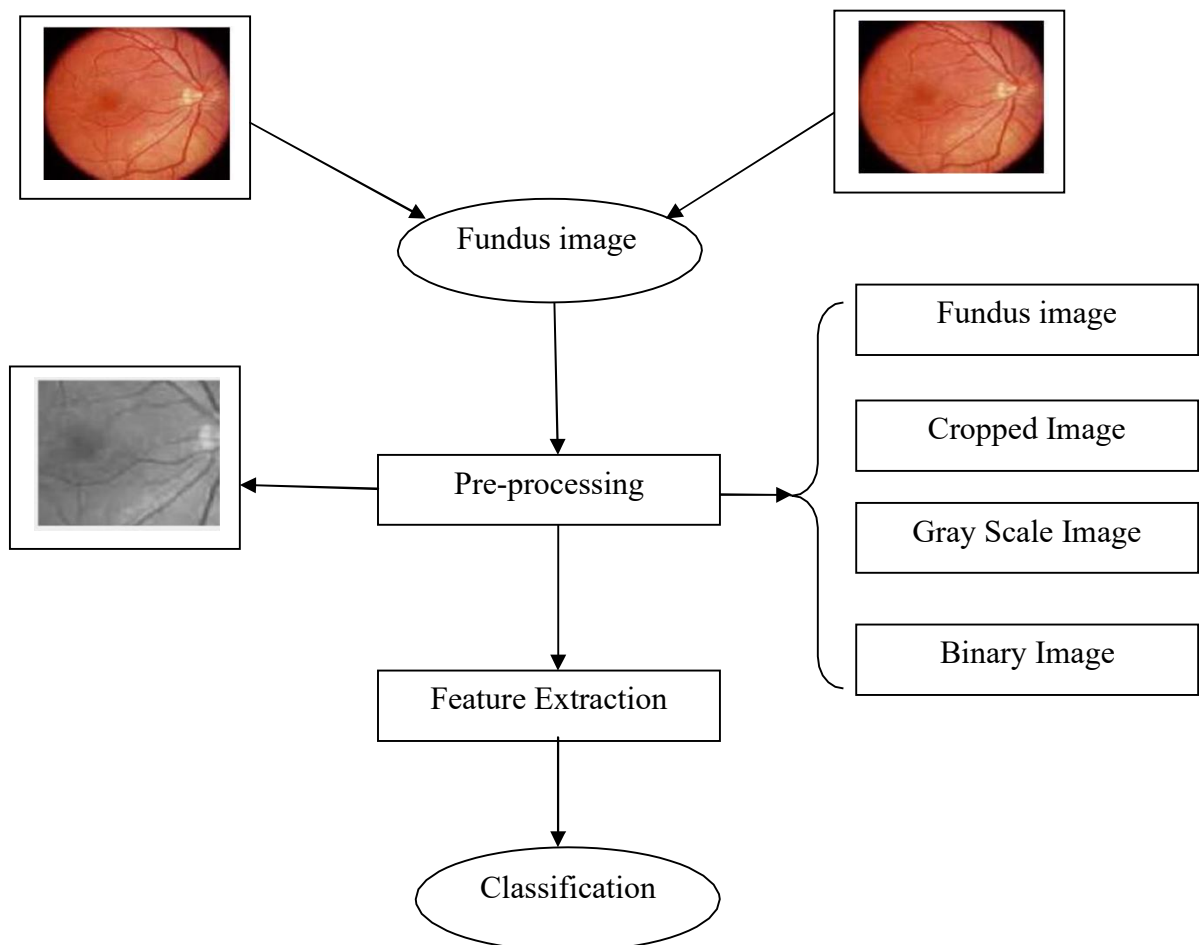 Fundus image
Fundus image
Cropped Image
Pre-processing
Gray Scale Image
Binary Image
Feature Extraction
Classification